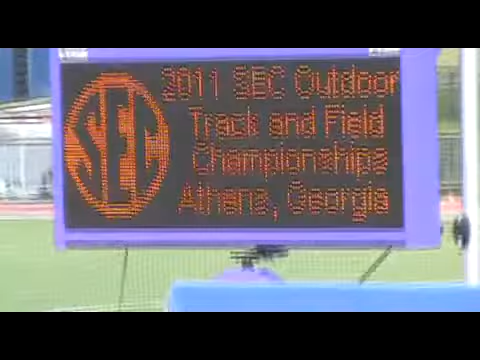 SEC
2011 SEC Outdoor
Track and Field
Championships
Athens, Georgia